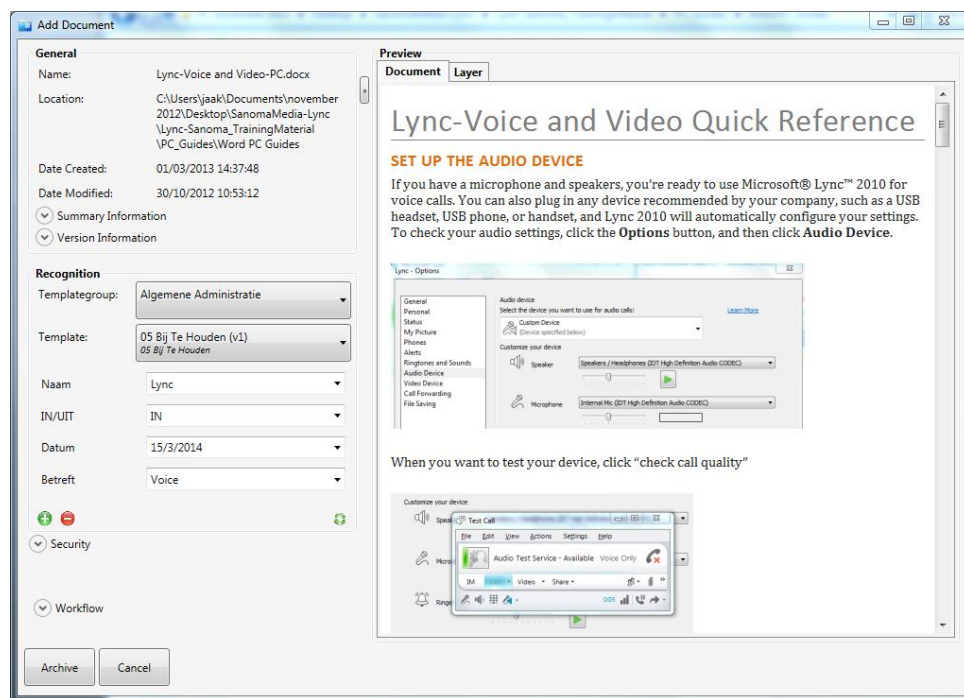 Add Document
General
Name: Lync-Voice and Video-PC.docx
Location: C:\Users\jaak\Documents\november
2012\Desktop\SanomaMedia-Lync
\Lync-Sanoma_TrainingMaterial
\PC_Guides\Word PC Guides
Date Created: 01/03/2013 14:37:48
Date Modified: 30/10/2012 10:53:12
Summary Information
Version Information
Recognition
Templategroup: Algemene Administratie
Template: 05 Bij Te Houden (v1)
05 Bij Te Houden
Naam Lync
IN/UIT IN
Datum 15/3/2014
Betreft Voice
Security
Workflow
Archive Cancel
Preview
Document Layer
Lync-Voice and Video Quick Reference
SET UP THE AUDIO DEVICE
If you have a microphone and speakers, you're ready to use Microsoft® Lync™ 2010 for
voice calls. You can also plug in any device recommended by your company, such as a USB
headset, USB phone, or handset, and Lync 2010 will automatically configure your settings.
To check your audio settings, click the Options button, and then click Audio Device.
Lync - Options
General
Personal
Status
My Picture
Phones
Alerts
Ringtones and Sounds
Audio Device
Video Device
Call Forwarding
File Saving
Audio device
Select the device you want to use for audio calls: Learn More
Custom Device
(Device specified below)
Customize your device
Speaker Speakers / Headphones (IDT High Definition Audio CODEC)
Microphone Internal Mic (IDT High Definition Audio CODEC)
When you want to test your device, click “check call quality”
Customize your device
Speak
Micro
Ringe
Test Call
File Edit View Actions Settings Help
Audio Test Service - Available Voice Only
IM Video Share
0:05